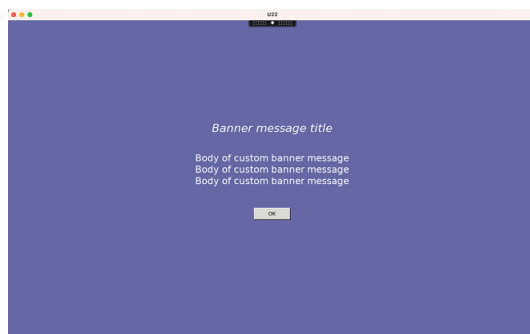 U22
Banner message title
Body of custom banner message
Body of custom banner message
Body of custom banner message
OK